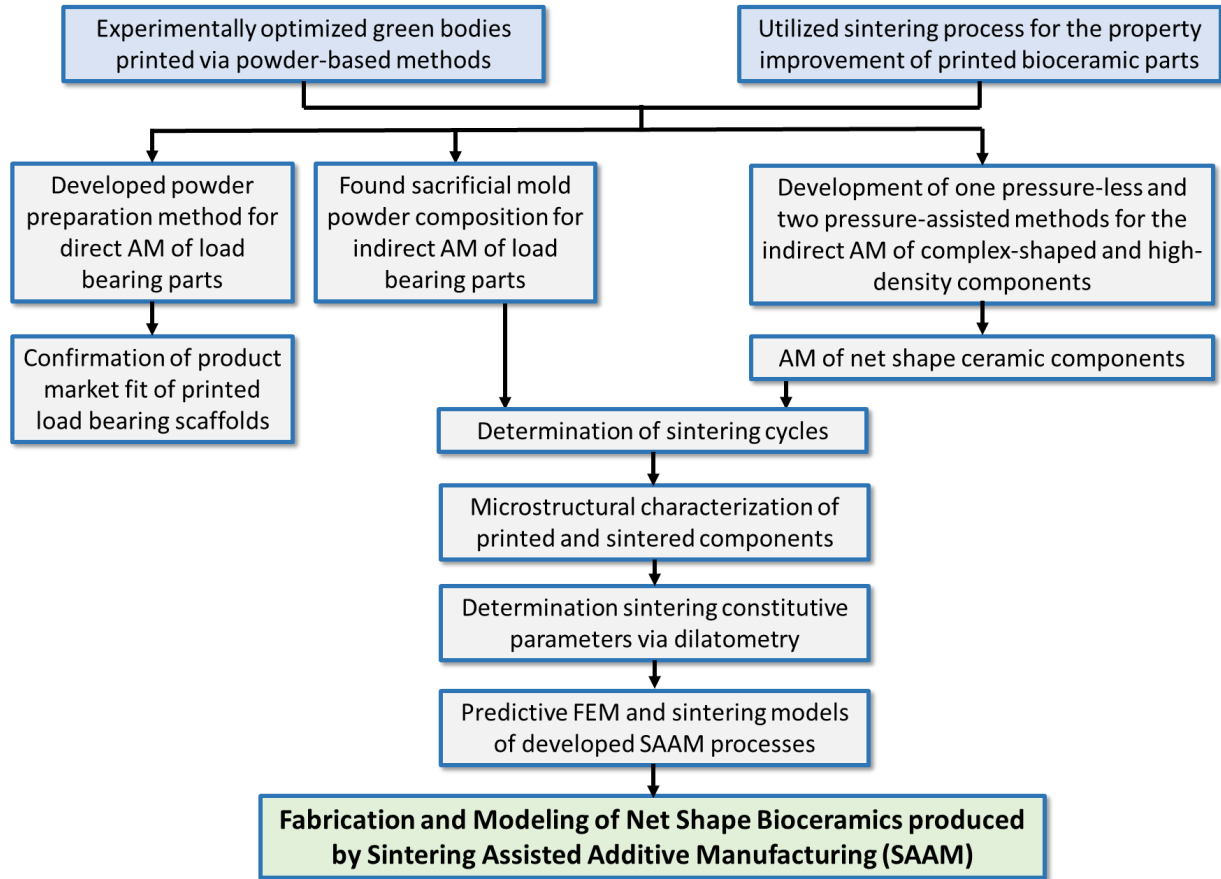 Experimentally optimized green bodies
printed via powder-based methods
Utilized sintering process for the property
improvement of printed bioceramic parts
Developed powder
preparation method for
direct AM of load
bearing parts
Found sacrificial mold
powder composition for
indirect AM of load
bearing parts
Development of one pressure-less and
two pressure-assisted methods for the
indirect AM of complex-shaped and high-
density components
Confirmation of product
market fit of printed
load bearing scaffolds
AM of net shape ceramic components
Determination of sintering cycles
Microstructural characterization of
printed and sintered components
Determination sintering constitutive
parameters via dilatometry
Predictive FEM and sintering models
of developed SAAM processes
Fabrication and Modeling of Net Shape Bioceramics produced
by Sintering Assisted Additive Manufacturing (SAAM)